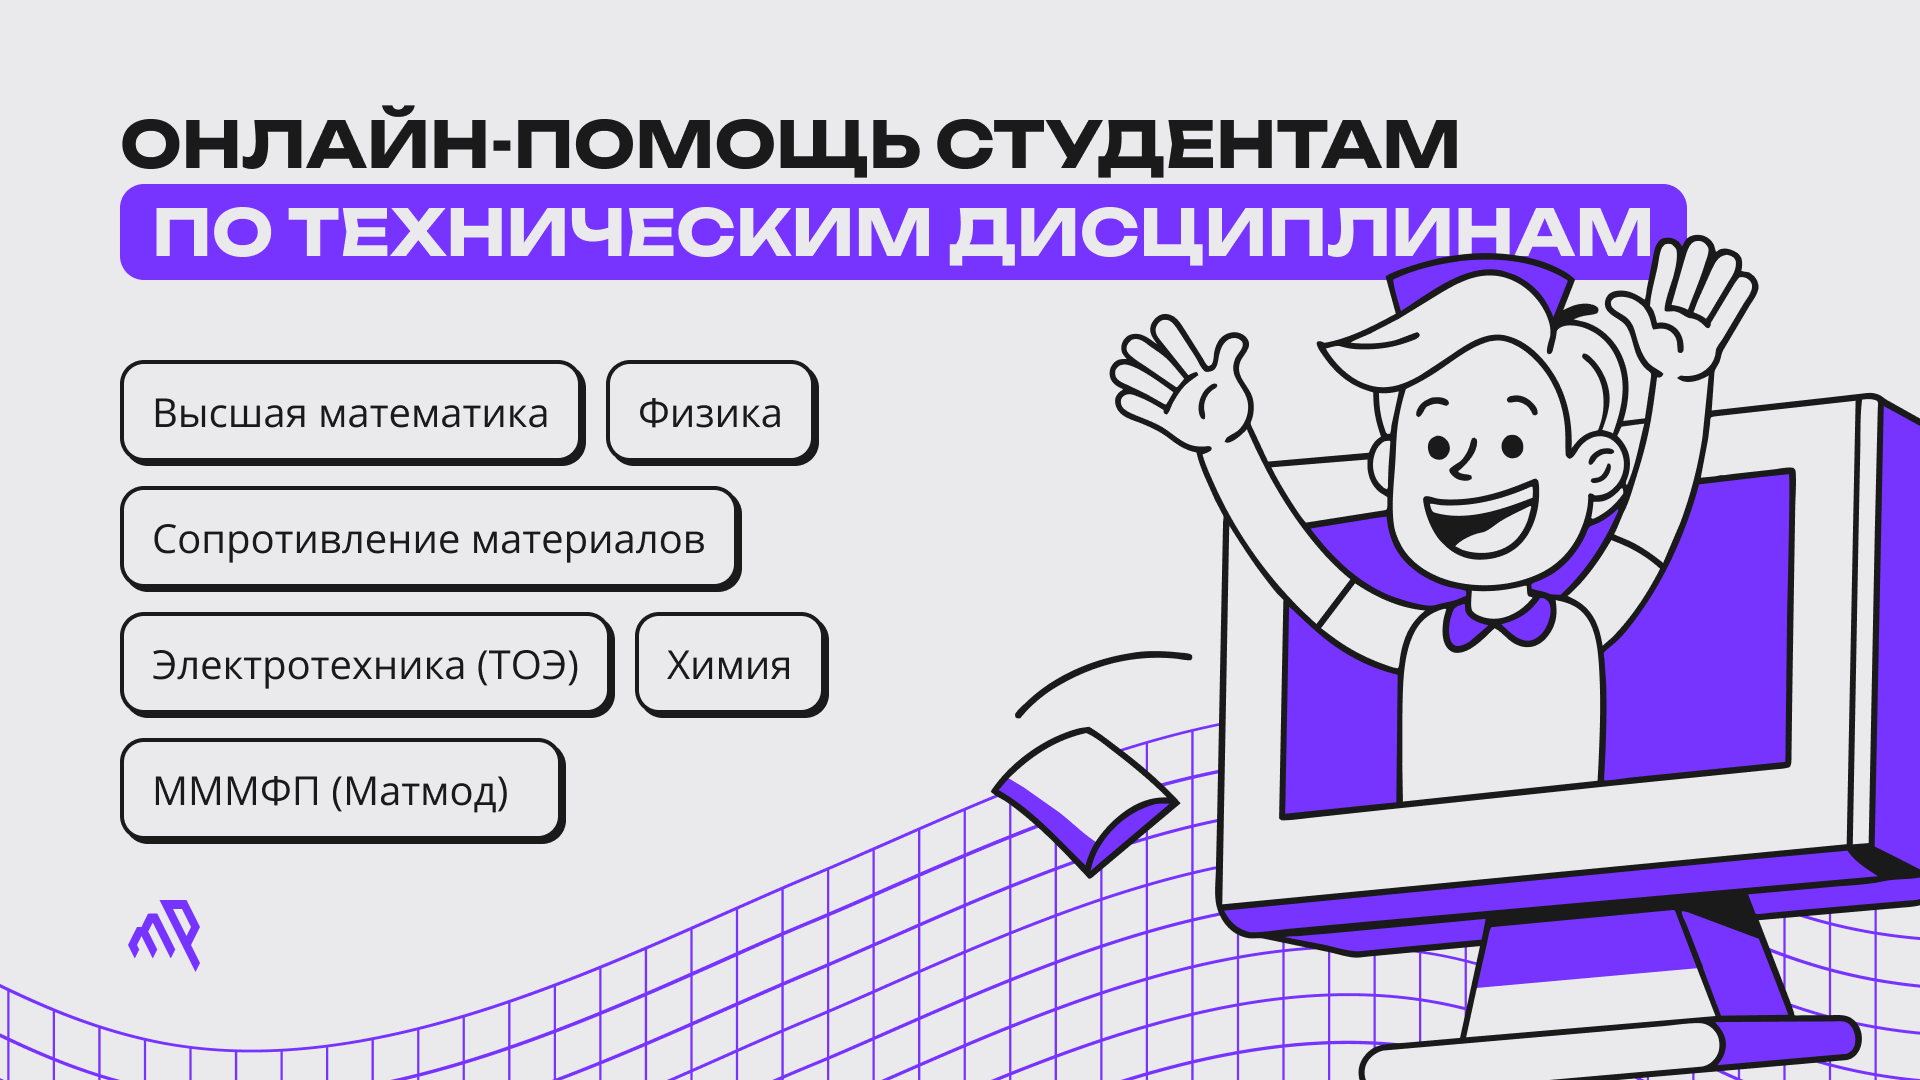 ОНЛАЙН-ПОМОЩЬ СТУДЕНТАМ
ПО ТЕХНИЧЕСКИМ ДИСЦИПЛИНАМ
Высшая математика
Физика
Сопротивление материалов
Электротехника (ТОЭ)
Химия
МММФП (Матмод)